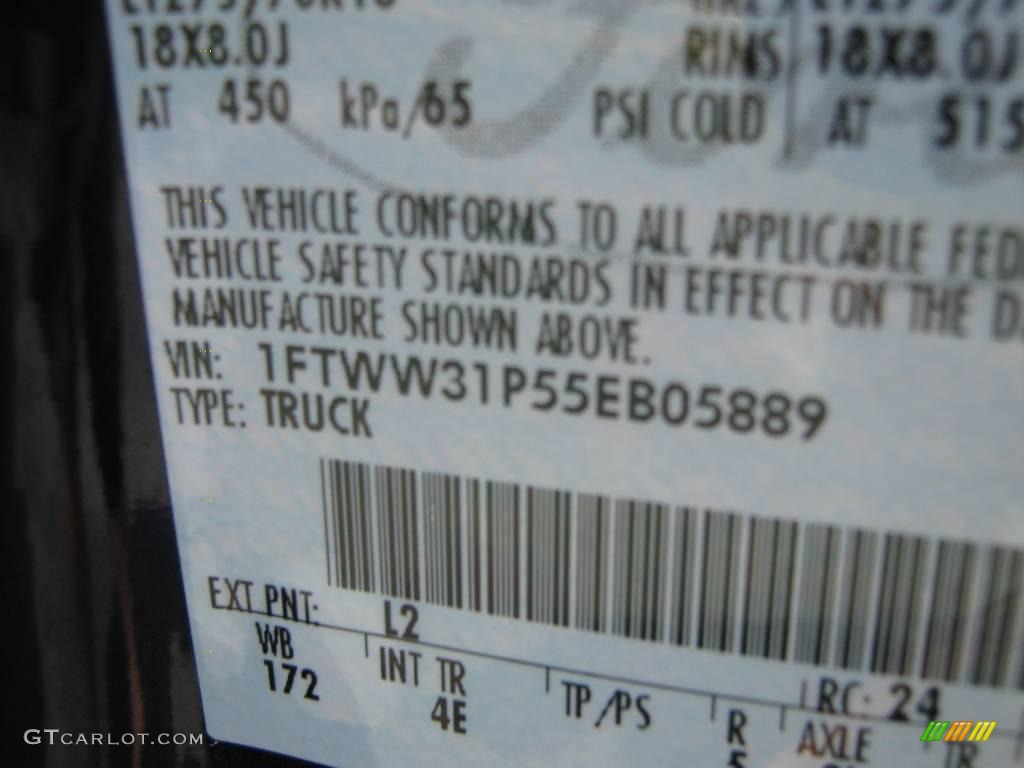 18X8.0J RIMS 18X8.0J
AT 450 kPa/65 PSI COLD AT 515
THIS VEHICLE CONFORMS TO ALL APPLICABLE FED
VEHICLE SAFETY STANDARDS IN EFFECT ON THE D
MANUFACTURE SHOWN ABOVE.
VIN: 1FTWW31P55EB05889
TYPE: TRUCK
EXT PNT: L2
RC: 24
WB INT TR TP/PS R AXLE
172 4E
GTCARLOT.COM